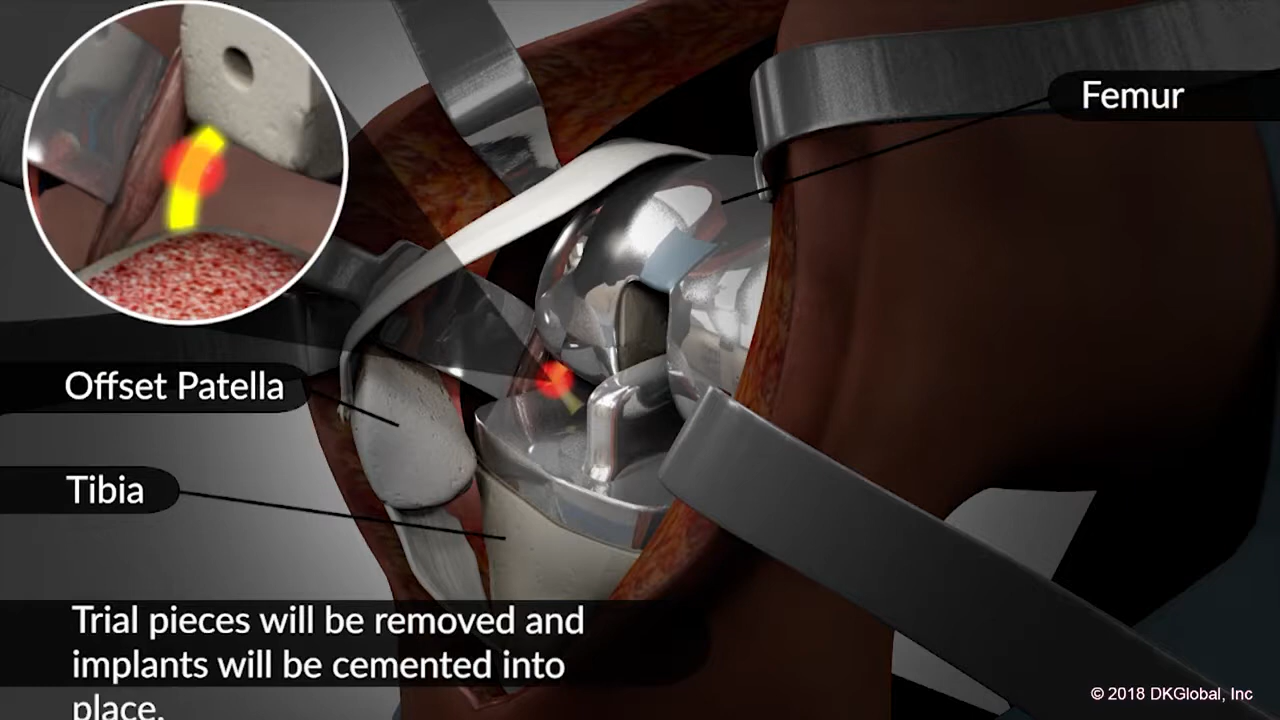 Femur
Offset Patella
Tibia
Trial pieces will be removed and
implants will be cemented into
place.
© 2018 DKGlobal, Inc